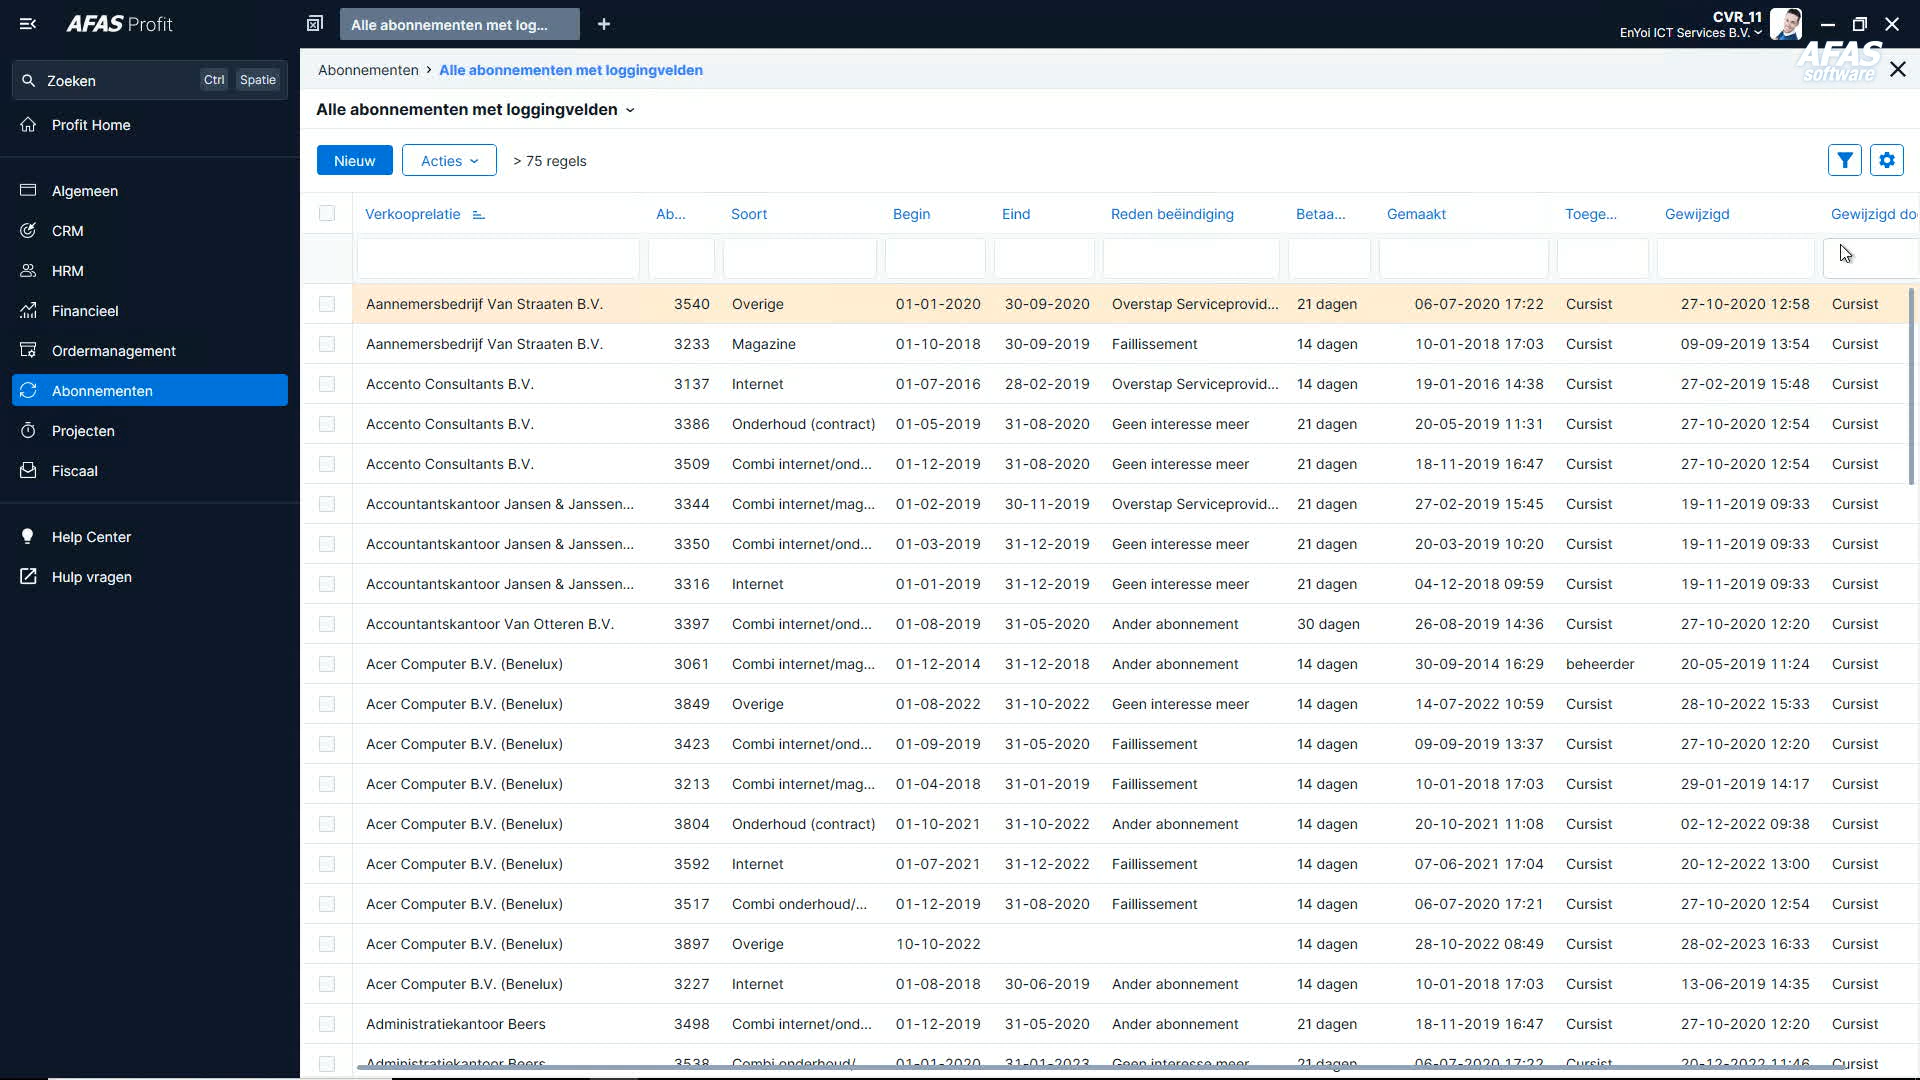 AFAS Profit
Alle abonnementen met log...
CVR_11
EnYoi ICT Services B.V.
AFAS software
Zoeken Ctrl Spatie
Profit Home
Algemeen
CRM
HRM
Financieel
Ordermanagement
Abonnementen
Projecten
Fiscaal
Help Center
Hulp vragen
Abonnementen › Alle abonnementen met loggingvelden
Alle abonnementen met loggingvelden
Nieuw Acties > 75 regels
Verkooprelatie Ab... Soort Begin Eind Reden beëindiging Betaa... Gemaakt Toege... Gewijzigd Gewijzigd do
Aannemersbedrijf Van Straaten B.V. 3540 Overige 01-01-2020 30-09-2020 Overstap Serviceprovid... 21 dagen 06-07-2020 17:22 Cursist 27-10-2020 12:58 Cursist
Aannemersbedrijf Van Straaten B.V. 3233 Magazine 01-10-2018 30-09-2019 Faillissement 14 dagen 10-01-2018 17:03 Cursist 09-09-2019 13:54 Cursist
Accento Consultants B.V. 3137 Internet 01-07-2016 28-02-2019 Overstap Serviceprovid... 14 dagen 19-01-2016 14:38 Cursist 27-02-2019 15:48 Cursist
Accento Consultants B.V. 3386 Onderhoud (contract) 01-05-2019 31-08-2020 Geen interesse meer 21 dagen 20-05-2019 11:31 Cursist 27-10-2020 12:54 Cursist
Accento Consultants B.V. 3509 Combi internet/ond... 01-12-2019 31-08-2020 Geen interesse meer 21 dagen 18-11-2019 16:47 Cursist 27-10-2020 12:54 Cursist
Accountantskantoor Jansen & Janssen... 3344 Combi internet/mag... 01-02-2019 30-11-2019 Overstap Serviceprovid... 21 dagen 27-02-2019 15:45 Cursist 19-11-2019 09:33 Cursist
Accountantskantoor Jansen & Janssen... 3350 Combi internet/ond... 01-03-2019 31-12-2019 Geen interesse meer 21 dagen 20-03-2019 10:20 Cursist 19-11-2019 09:33 Cursist
Accountantskantoor Jansen & Janssen... 3316 Internet 01-01-2019 31-12-2019 Geen interesse meer 21 dagen 04-12-2018 09:59 Cursist 19-11-2019 09:33 Cursist
Accountantskantoor Van Otteren B.V. 3397 Combi internet/ond... 01-08-2019 31-05-2020 Ander abonnement 30 dagen 26-08-2019 14:36 Cursist 27-10-2020 12:20 Cursist
Acer Computer B.V. (Benelux) 3061 Combi internet/mag... 01-12-2014 31-12-2018 Ander abonnement 14 dagen 30-09-2014 16:29 beheerder 20-05-2019 11:24 Cursist
Acer Computer B.V. (Benelux) 3849 Overige 01-08-2022 31-10-2022 Geen interesse meer 14 dagen 14-07-2022 10:59 Cursist 28-10-2022 15:33 Cursist
Acer Computer B.V. (Benelux) 3423 Combi internet/ond... 01-09-2019 31-05-2020 Faillissement 14 dagen 09-09-2019 13:37 Cursist 27-10-2020 12:20 Cursist
Acer Computer B.V. (Benelux) 3213 Combi internet/mag... 01-04-2018 31-01-2019 Faillissement 14 dagen 10-01-2018 17:03 Cursist 29-01-2019 14:17 Cursist
Acer Computer B.V. (Benelux) 3804 Onderhoud (contract) 01-10-2021 31-10-2022 Ander abonnement 14 dagen 20-10-2021 11:08 Cursist 02-12-2022 09:38 Cursist
Acer Computer B.V. (Benelux) 3592 Internet 01-07-2021 31-12-2022 Faillissement 14 dagen 07-06-2021 17:04 Cursist 20-12-2022 13:00 Cursist
Acer Computer B.V. (Benelux) 3517 Combi onderhoud/... 01-12-2019 31-08-2020 Faillissement 14 dagen 06-07-2020 17:21 Cursist 27-10-2020 12:54 Cursist
Acer Computer B.V. (Benelux) 3897 Overige 10-10-2022 14 dagen 28-10-2022 08:49 Cursist 28-02-2023 16:33 Cursist
Acer Computer B.V. (Benelux) 3227 Internet 01-08-2018 30-06-2019 Ander abonnement 14 dagen 10-01-2018 17:03 Cursist 13-06-2019 14:35 Cursist
Administratiekantoor Beers 3498 Combi internet/ond... 01-12-2019 31-05-2020 Ander abonnement 21 dagen 18-11-2019 16:47 Cursist 27-10-2020 12:20 Cursist
Administratiekantoor Beers 3538 Combi onderhoud/ 01-01-2020 31-01-2023 Geen interesse meer 21 dagen 06-07-2020 17:22 Cursist 20-12-2022 11:46 Cursist